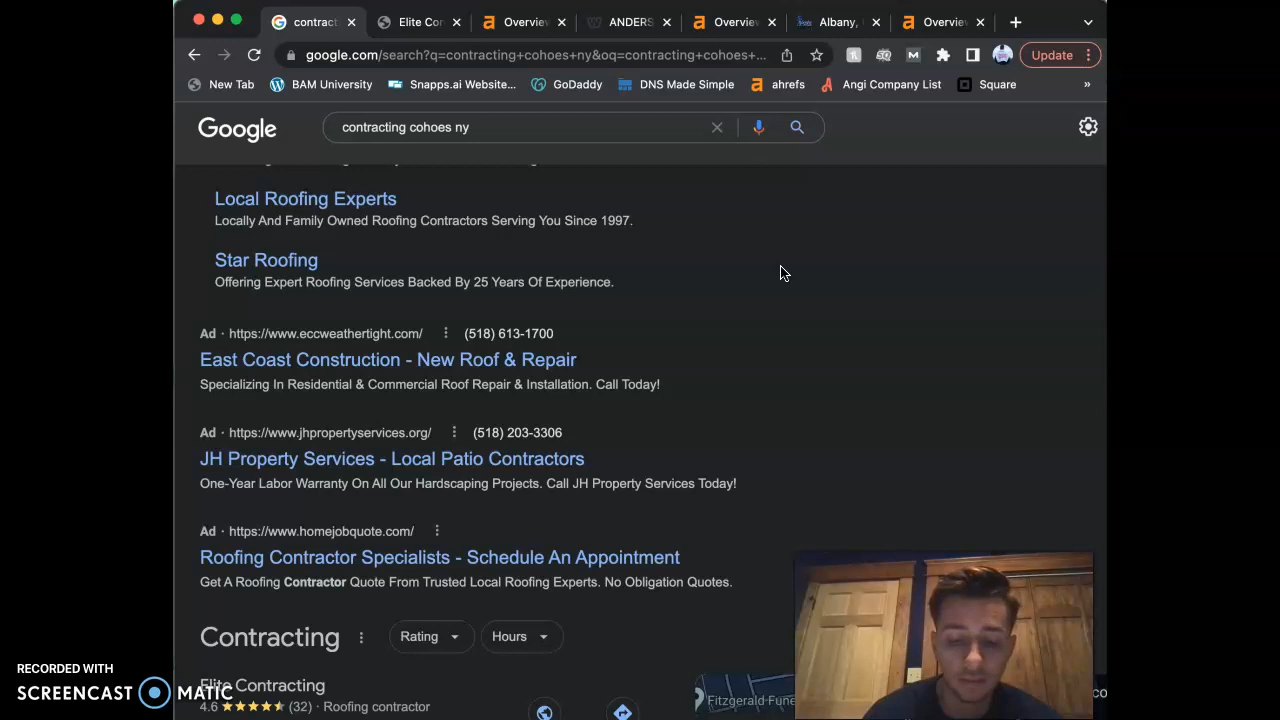 contract
Elite Cor
Overview
ANDERS
Overview
Albany,
Overview
google.com/search?q=contracting+cohoes+ny&oq=contracting+cohoes+...
Update
New Tab
BAM University
Snapps.ai Website...
GoDaddy
DNS Made Simple
ahrefs
Angi Company List
Square
»
Google
contracting cohoes ny
Local Roofing Experts
Locally And Family Owned Roofing Contractors Serving You Since 1997.
Star Roofing
Offering Expert Roofing Services Backed By 25 Years Of Experience.
Ad · https://www.eccweathertight.com/ (518) 613-1700
East Coast Construction - New Roof & Repair
Specializing In Residential & Commercial Roof Repair & Installation. Call Today!
Ad · https://www.jhpropertyservices.org/ (518) 203-3306
JH Property Services - Local Patio Contractors
One-Year Labor Warranty On All Our Hardscaping Projects. Call JH Property Services Today!
Ad · https://www.homejobquote.com/
Roofing Contractor Specialists - Schedule An Appointment
Get A Roofing Contractor Quote From Trusted Local Roofing Experts. No Obligation Quotes.
Contracting
Rating
Hours
Elite Contracting
4.6 (32) · Roofing contractor
Fitzgerald Fune
co
RECORDED WITH
SCREENCAST MATIC